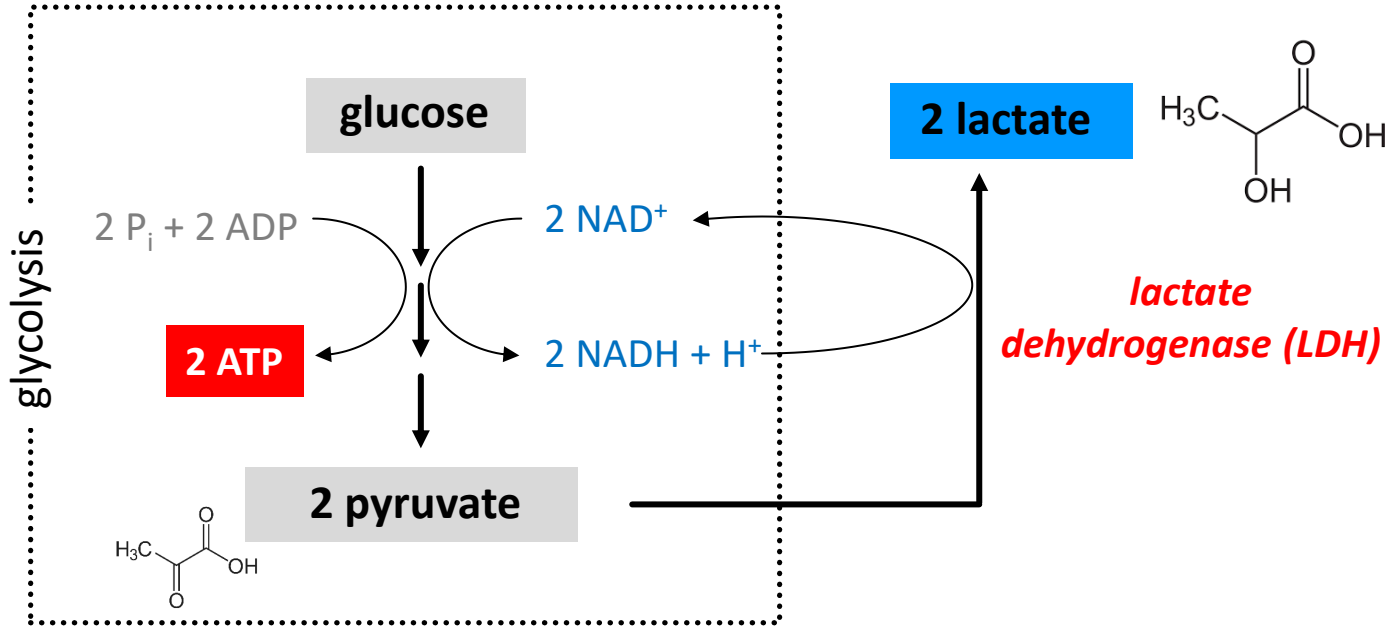 glycolysis
glucose
2 Pᵢ + 2 ADP
2 NAD⁺
2 ATP
2 NADH + H⁺
2 pyruvate
O
H₃C
OH
O
2 lactate
O
H₃C
OH
OH
lactate
dehydrogenase (LDH)